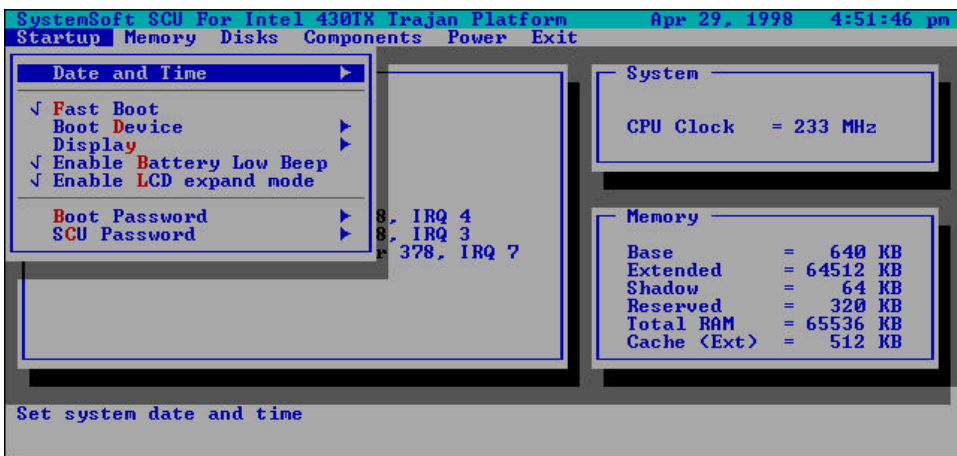 SystemSoft SCU For Intel 430TX Trajan Platform Apr 29, 1998 4:51:46 pm
Startup Memory Disks Components Power Exit
Date and Time
√ Fast Boot
Boot Device
Display
√ Enable Battery Low Beep
√ Enable LCD expand mode
Boot Password
SCU Password
8, IRQ 4
8, IRQ 3
r 378, IRQ 7
System
CPU Clock = 233 MHz
Memory
Base = 640 KB
Extended = 64512 KB
Shadow = 64 KB
Reserved = 320 KB
Total RAM = 65536 KB
Cache (Ext) = 512 KB
Set system date and time